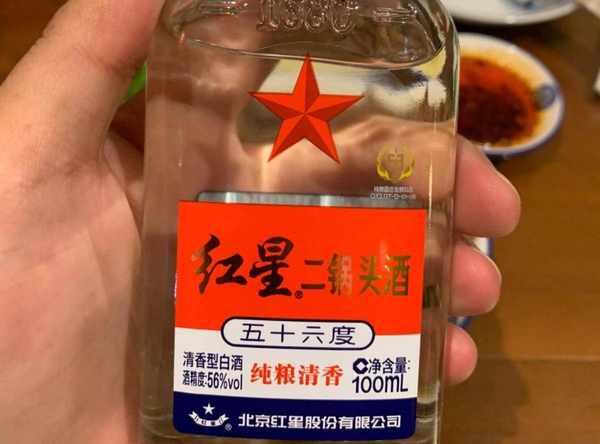 红星®二锅头酒
五十六度
清香型白酒
酒精度:56%vol
纯粮清香
净含量:
100mL
北京红星股份有限公司